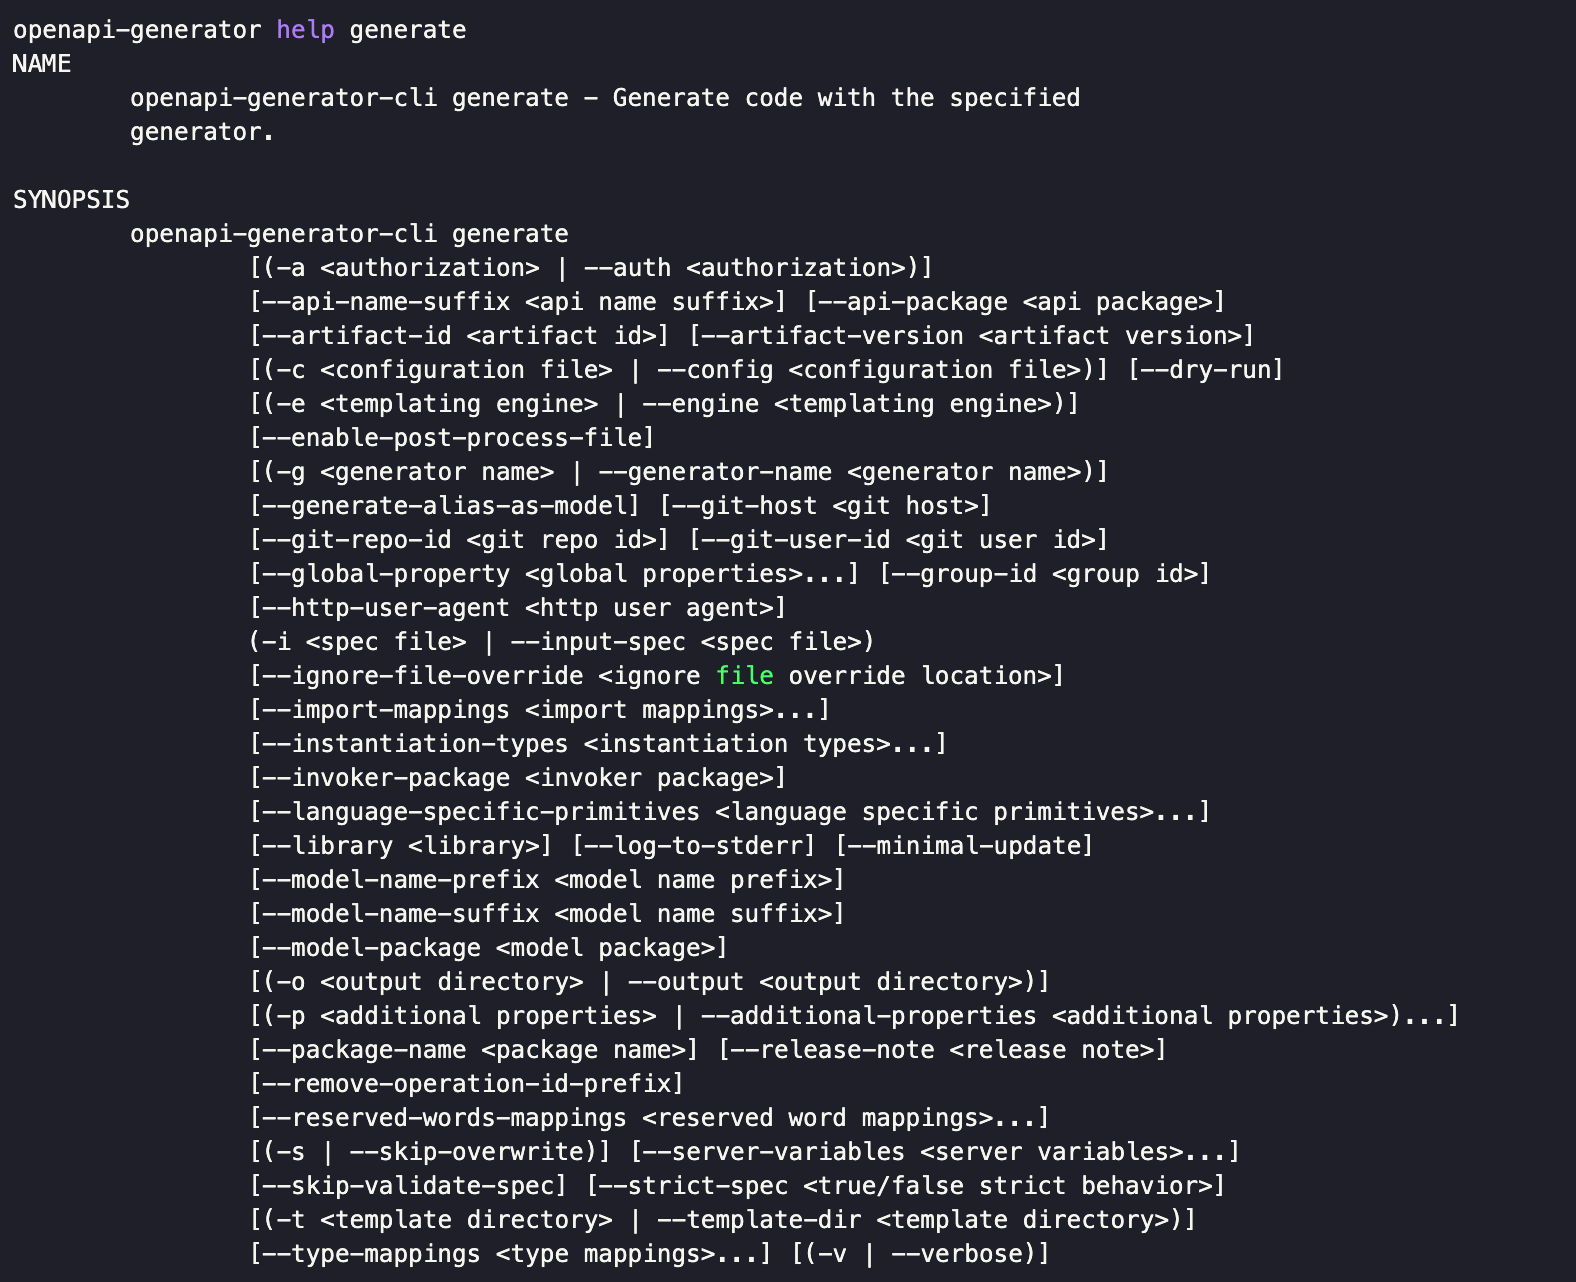 openapi-generator help generate
NAME
openapi-generator-cli generate - Generate code with the specified
generator.
SYNOPSIS
openapi-generator-cli generate
[(-a <authorization> | --auth <authorization>)]
[--api-name-suffix <api name suffix>] [--api-package <api package>]
[--artifact-id <artifact id>] [--artifact-version <artifact version>]
[(-c <configuration file> | --config <configuration file>)] [--dry-run]
[(-e <templating engine> | --engine <templating engine>)]
[--enable-post-process-file]
[(-g <generator name> | --generator-name <generator name>)]
[--generate-alias-as-model] [--git-host <git host>]
[--git-repo-id <git repo id>] [--git-user-id <git user id>]
[--global-property <global properties>...] [--group-id <group id>]
[--http-user-agent <http user agent>]
(-i <spec file> | --input-spec <spec file>)
[--ignore-file-override <ignore file override location>]
[--import-mappings <import mappings>...]
[--instantiation-types <instantiation types>...]
[--invoker-package <invoker package>]
[--language-specific-primitives <language specific primitives>...]
[--library <library>] [--log-to-stderr] [--minimal-update]
[--model-name-prefix <model name prefix>]
[--model-name-suffix <model name suffix>]
[--model-package <model package>]
[(-o <output directory> | --output <output directory>)]
[(-p <additional properties> | --additional-properties <additional properties>)...]
[--package-name <package name>] [--release-note <release note>]
[--remove-operation-id-prefix]
[--reserved-words-mappings <reserved word mappings>...]
[(-s | --skip-overwrite)] [--server-variables <server variables>...]
[--skip-validate-spec] [--strict-spec <true/false strict behavior>]
[(-t <template directory> | --template-dir <template directory>)]
[--type-mappings <type mappings>...] [(-v | --verbose)]